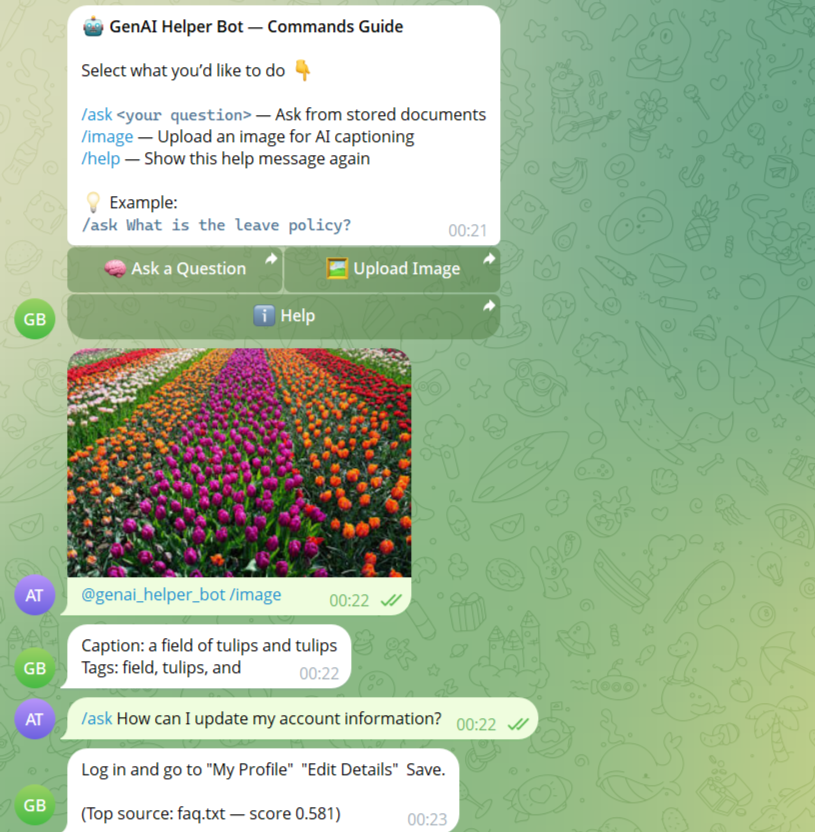 🤖 GenAI Helper Bot — Commands Guide
Select what you’d like to do 👇
/ask <your question> — Ask from stored documents
/image — Upload an image for AI captioning
/help — Show this help message again
💡 Example:
/ask What is the leave policy?
00:21
🧠 Ask a Question
🖼️ Upload Image
ℹ️ Help
GB
@genai_helper_bot /image
00:22
AT
Caption: a field of tulips and tulips
Tags: field, tulips, and
00:22
GB
/ask How can I update my account information?
00:22
AT
Log in and go to "My Profile"  "Edit Details"  Save.
(Top source: faq.txt — score 0.581)
00:23
GB